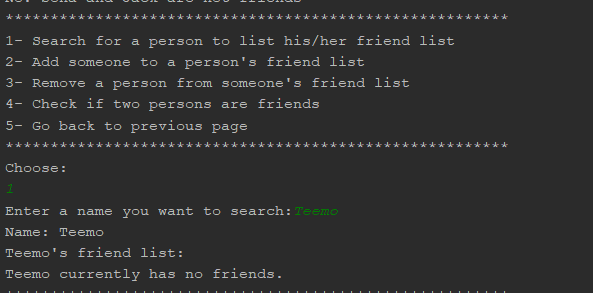 No. Sona and Jack are not friends
********************************************************
1- Search for a person to list his/her friend list
2- Add someone to a person's friend list
3- Remove a person from someone's friend list
4- Check if two persons are friends
5- Go back to previous page
********************************************************
Choose:
1
Enter a name you want to search:Teemo
Name: Teemo
Teemo's friend list:
Teemo currently has no friends.
********************************************************